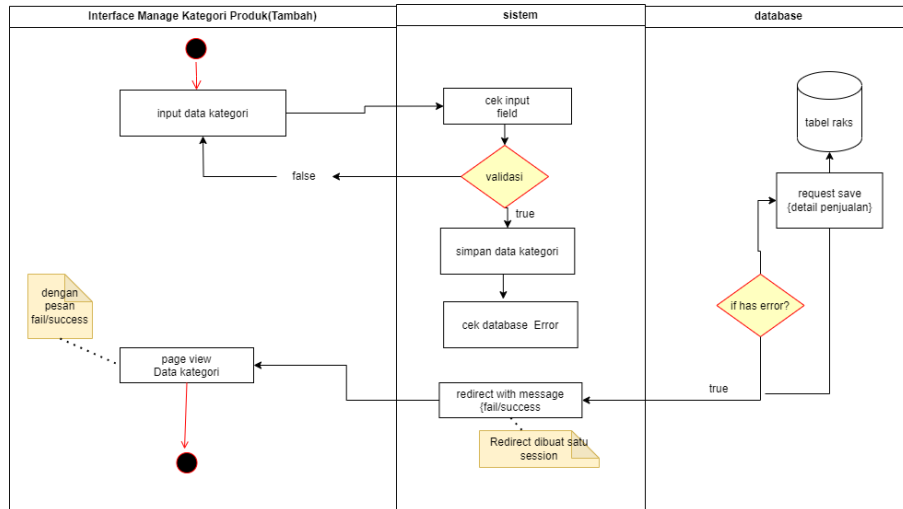 Interface Manage Kategori Produk(Tambah)
sistem
database
input data kategori
cek input
field
tabel raks
false
validasi
request save
{detail penjualan}
true
simpan data kategori
dengan
pesan
fail/success
if has error?
cek database  Error
page view
Data kategori
true
redirect with message
{fail/success
Redirect dibuat satu
session